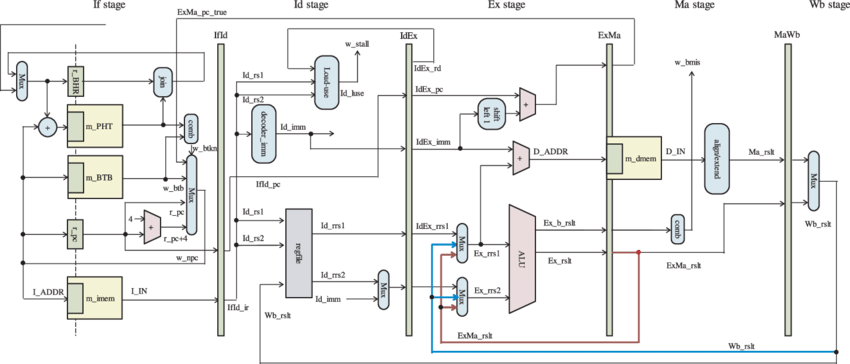 If stage
Id stage
Ex stage
Ma stage
Wb stage
ExMa_pc_true
IfId
IdEx
ExMa
MaWb
w_stall
w_bmis
Mux
r_BHR
join
Id_rs1
Id_rs2
Load-use
Id_luse
IdEx_rd
IdEx_pc
shift
left 1
+
+
m_PHT
comb
w_btkn
decoder_imm
Id_imm
IdEx_imm
+
D_ADDR
m_dmem
D_IN
align/extend
Ma_rslt
Mux
m_BTB
w_btb
Mux
IfId_pc
r_pc
r_pc
4
+
r_pc+4
w_npc
Id_rs1
Id_rs2
regfile
Id_rrs1
Id_rrs2
Id_imm
Mux
IdEx_rrs1
Mux
Ex_rrs1
Mux
Ex_rrs2
ALU
Ex_b_rslt
Ex_rslt
comb
ExMa_rslt
Wb_rslt
I_ADDR
m_imem
I_IN
IfId_ir
Wb_rslt
ExMa_rslt
Wb_rslt